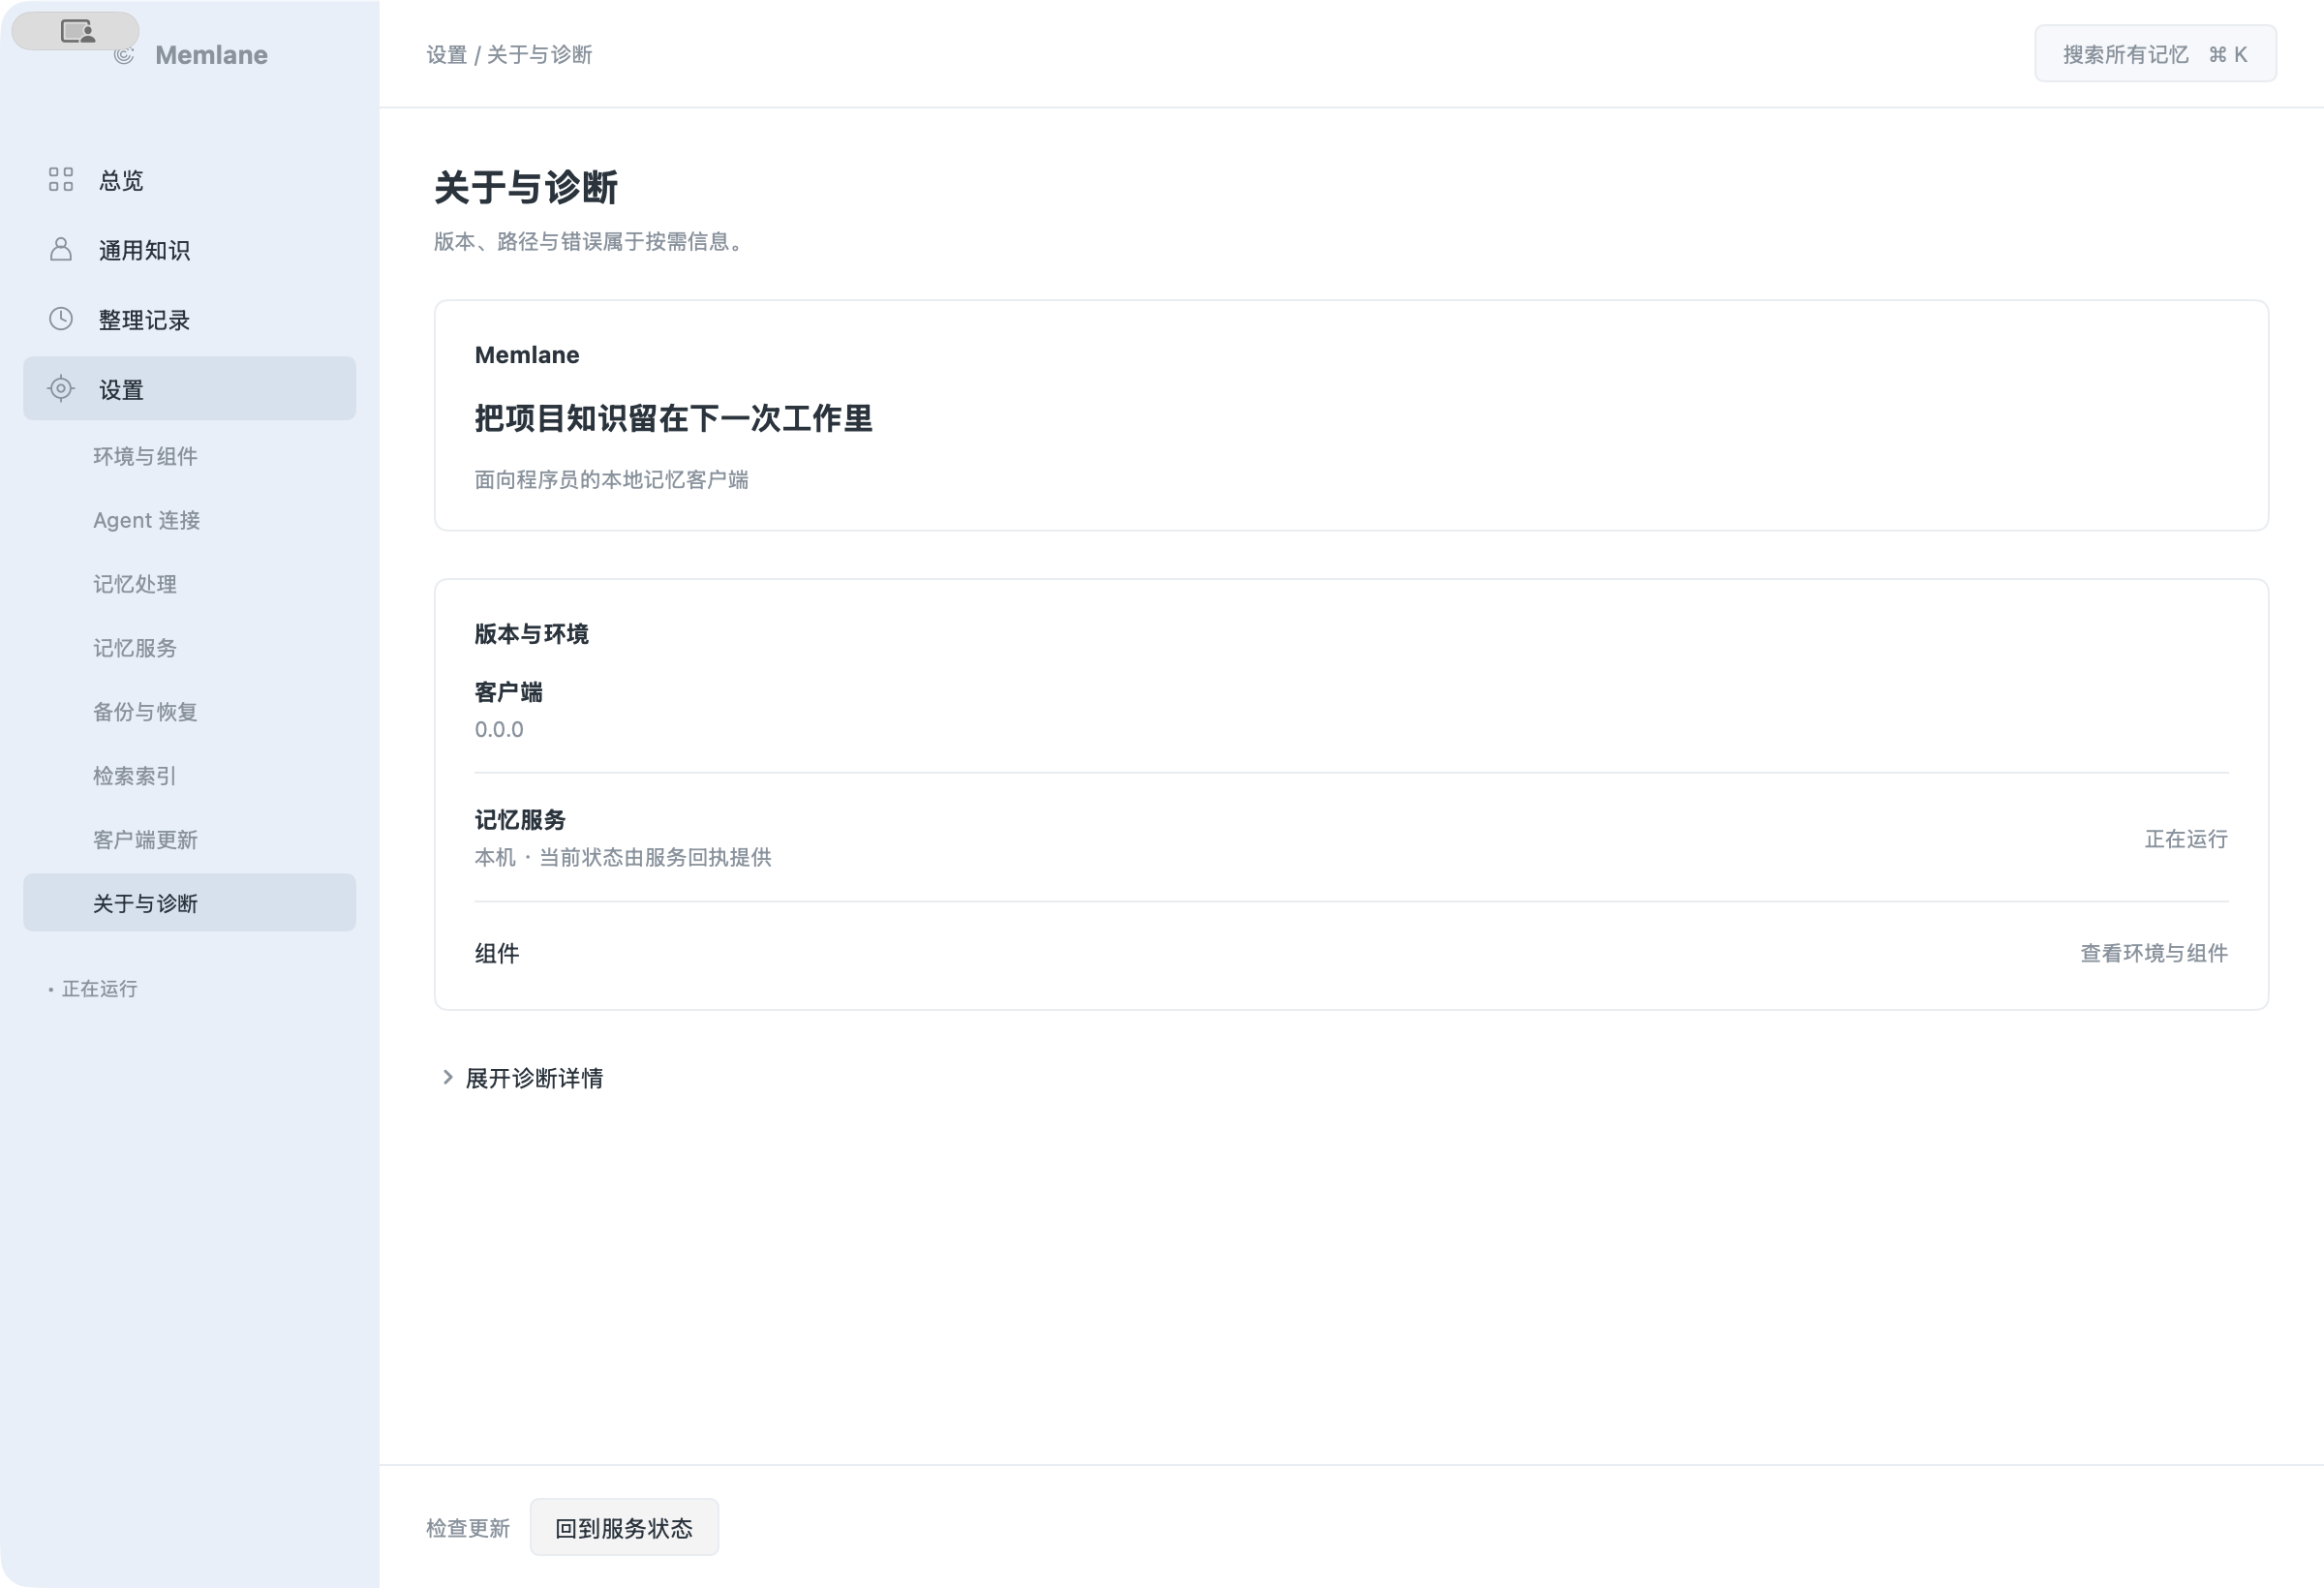 Memlane
总览
通用知识
整理记录
设置
环境与组件
Agent 连接
记忆处理
记忆服务
备份与恢复
检索索引
客户端更新
关于与诊断
• 正在运行
设置 / 关于与诊断
搜索所有记忆 ⌘ K
关于与诊断
版本、路径与错误属于按需信息。
Memlane
把项目知识留在下一次工作里
面向程序员的本地记忆客户端
版本与环境
客户端
0.0.0
记忆服务
本机 · 当前状态由服务回执提供
正在运行
组件
查看环境与组件
展开诊断详情
检查更新
回到服务状态